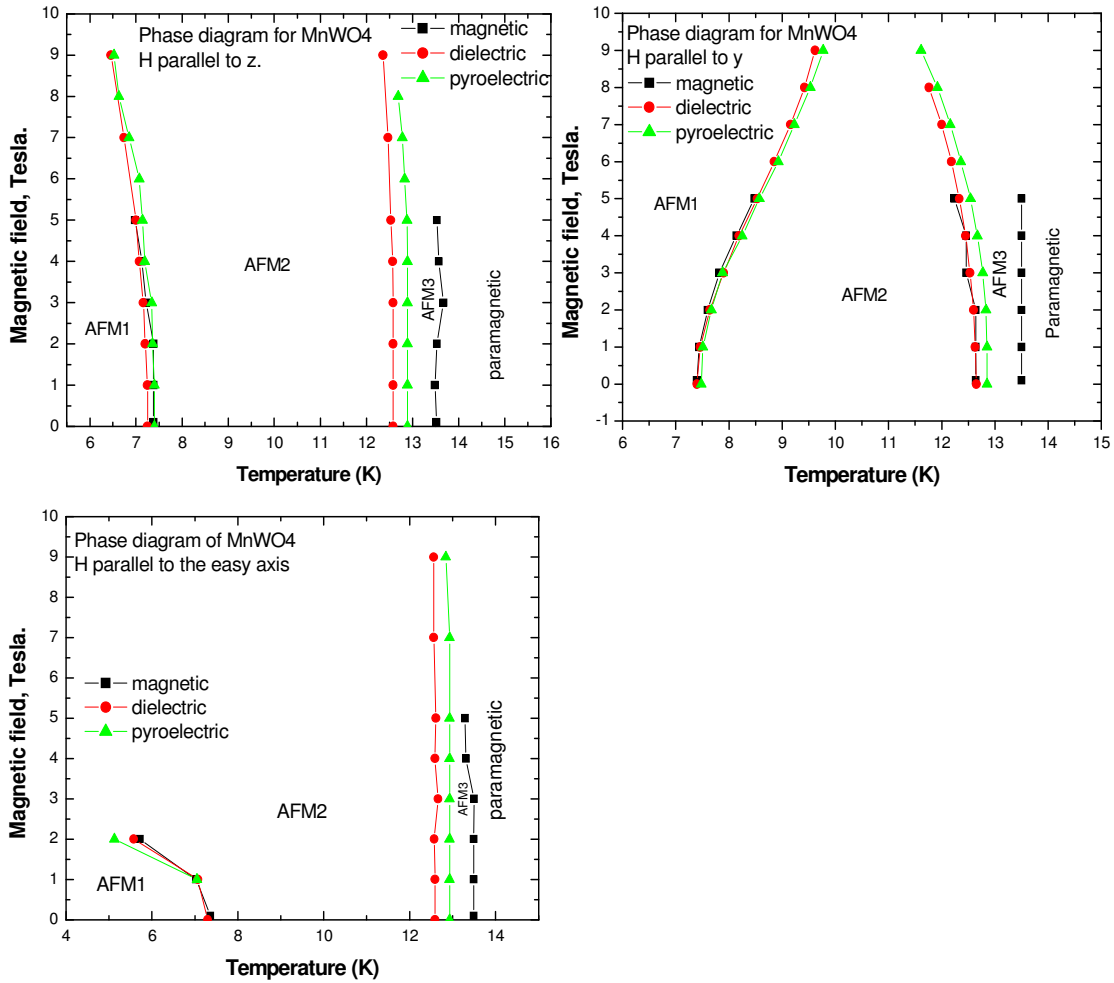 Phase diagram for MnWO4
H parallel to z.
magnetic
dielectric
pyroelectric
10
9
8
7
6
5
4
3
2
1
0
Magnetic field, Tesla.
AFM1
AFM2
AFM3
paramagnetic
6 7 8 9 10 11 12 13 14 15 16
Temperature (K)
Phase diagram for MnWO4
H parallel to y
magnetic
dielectric
pyroelectric
10
9
8
7
6
5
4
3
2
1
0
-1
Magnetic field, Tesla.
AFM1
AFM2
AFM3
Paramagnetic
6 7 8 9 10 11 12 13 14 15
Temperature (K)
Phase diagram of MnWO4
H parallel to the easy axis
magnetic
dielectric
pyroelectric
10
9
8
7
6
5
4
3
2
1
0
Magnetic field, Tesla.
AFM1
AFM2
AFM3
paramagnetic
4 6 8 10 12 14
Temperature (K)